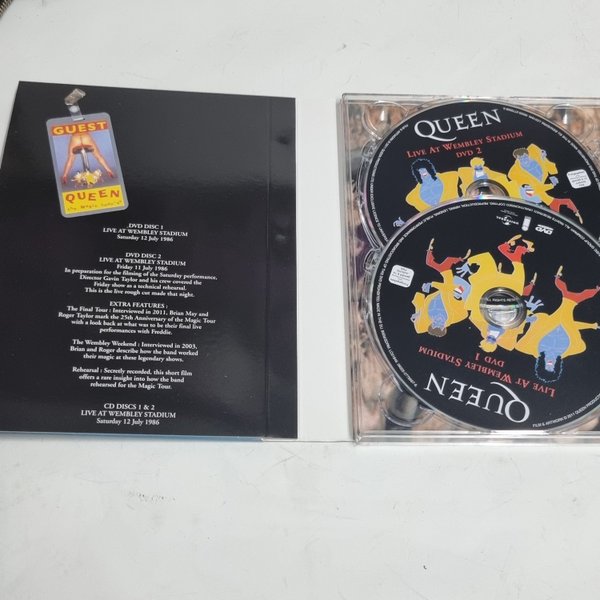 GUEST
QUEEN
the Magic Tour
DVD DISC 1
LIVE AT WEMBLEY STADIUM
Saturday 12 July 1986
DVD DISC 2
LIVE AT WEMBLEY STADIUM
Friday 11 July 1986
In preparation for the filming of the Saturday performance,
Director Gavin Taylor and his crew covered the
Friday show as a technical rehearsal.
This is the live rough cut made that night.
EXTRA FEATURES :
The Final Tour : Interviewed in 2011, Brian May and
Roger Taylor mark the 25th Anniversary of the Magic Tour
with a look back at what was to be their final live
performances with Freddie.
The Wembley Weekend : Interviewed in 2003,
Brian and Roger describe how the band worked
their magic at these legendary shows.
Rehearsal : Secretly recorded, this short film
offers a rare insight into how the band
rehearsed for the Magic Tour.
CD DISCS 1 & 2
LIVE AT WEMBLEY STADIUM
Saturday 12 July 1986
QUEEN
LIVE AT WEMBLEY STADIUM
DVD 2
QUEEN
LIVE AT WEMBLEY STADIUM
DVD 1